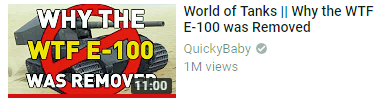 WHY THE
WTF E-100
WAS REMOVED
11:00
World of Tanks || Why the WTF
E-100 was Removed
QuickyBaby
1M views